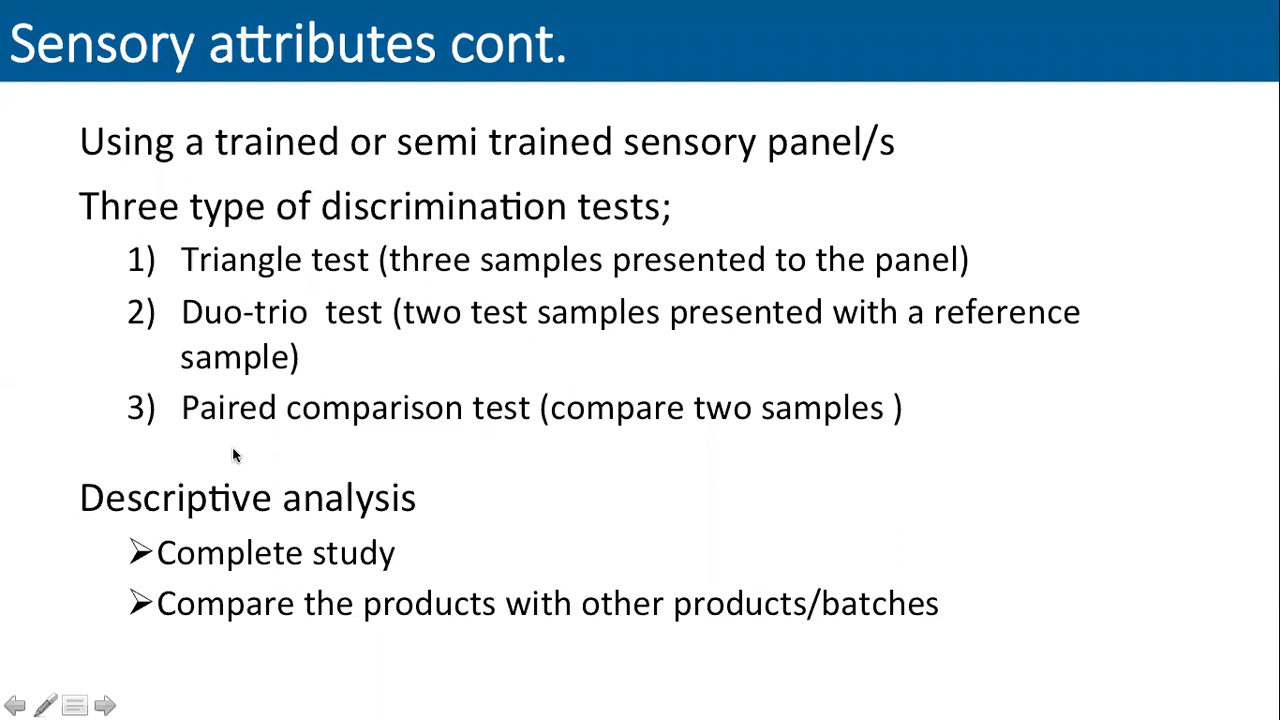 Sensory attributes cont.
Using a trained or semi trained sensory panel/s
Three type of discrimination tests;
1) Triangle test (three samples presented to the panel)
2) Duo-trio  test (two test samples presented with a reference
sample)
3) Paired comparison test (compare two samples )
Descriptive analysis
➢Complete study
➢Compare the products with other products/batches